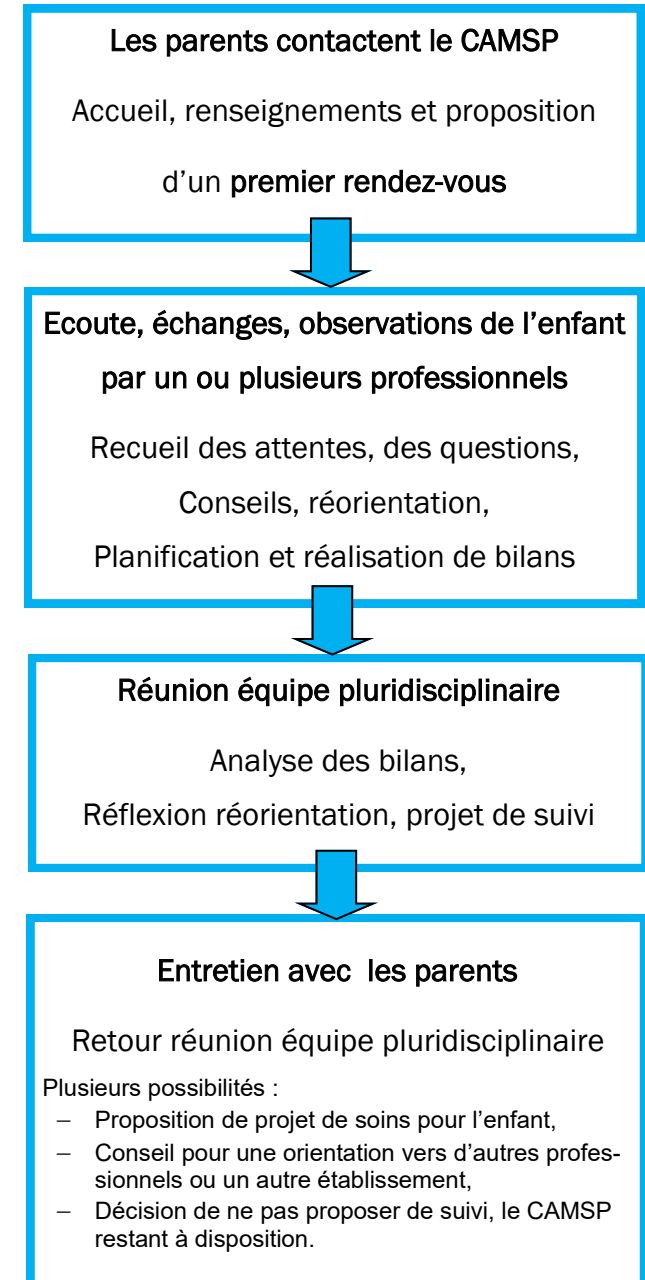 Les parents contactent le CAMSP
Accueil, renseignements et proposition
d’un premier rendez-vous
Ecoute, échanges, observations de l’enfant
par un ou plusieurs professionnels
Recueil des attentes, des questions,
Conseils, réorientation,
Planification et réalisation de bilans
Réunion équipe pluridisciplinaire
Analyse des bilans,
Réflexion réorientation, projet de suivi
Entretien avec  les parents
Retour réunion équipe pluridisciplinaire
Plusieurs possibilités :
– Proposition de projet de soins pour l’enfant,
– Conseil pour une orientation vers d’autres profes-
sionnels ou un autre établissement,
– Décision de ne pas proposer de suivi, le CAMSP
restant à disposition.